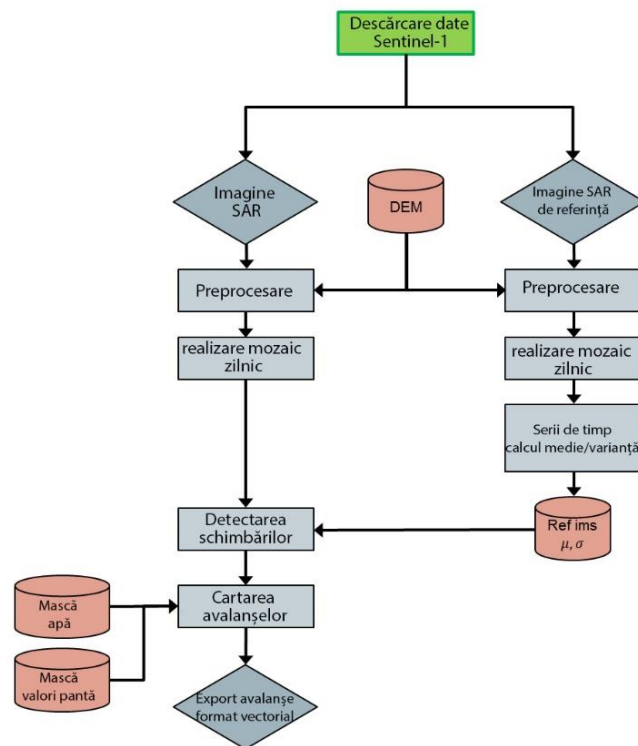 Descărcare date
Sentinel-1
Imagine
SAR
DEM
Imagine SAR
de referință
Preprocesare
Preprocesare
realizare mozaic
zilnic
realizare mozaic
zilnic
Serii de timp
calcul medie/varianță
Detectarea
schimbărilor
Ref ims
μ, σ
Mască
apă
Cartarea
avalanșelor
Mască
valori pantă
Export avalanșe
format vectorial